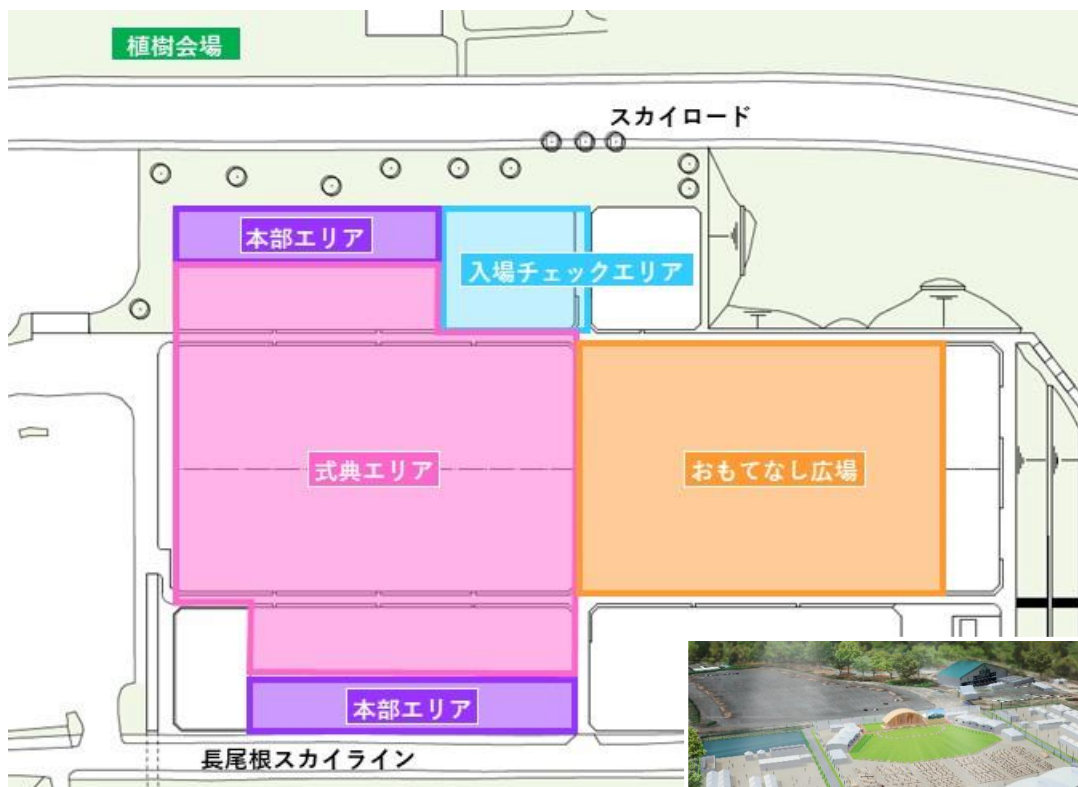 植樹会場
スカイロード
本部エリア
入場チェックエリア
式典エリア
おもてなし広場
本部エリア
長尾根スカイライン